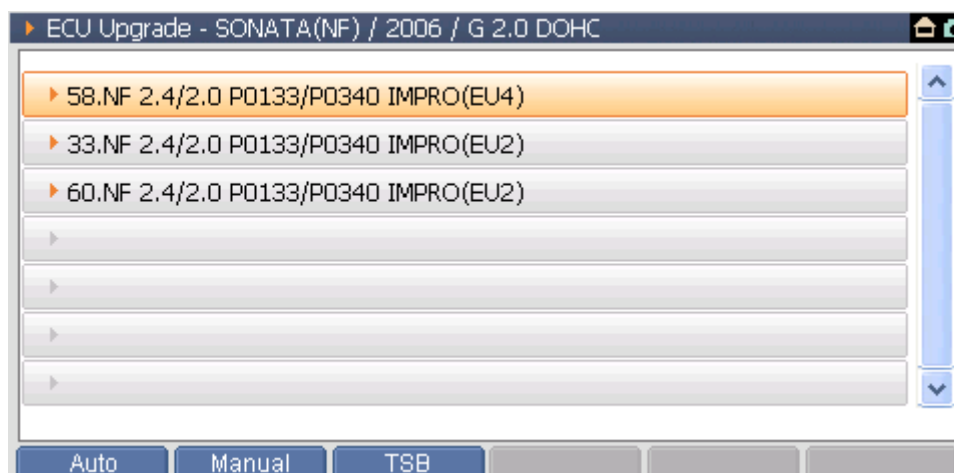 ECU Upgrade - SONATA(NF) / 2006 / G 2.0 DOHC
58.NF 2.4/2.0 P0133/P0340 IMPRO(EU4)
33.NF 2.4/2.0 P0133/P0340 IMPRO(EU2)
60.NF 2.4/2.0 P0133/P0340 IMPRO(EU2)
Auto Manual TSB